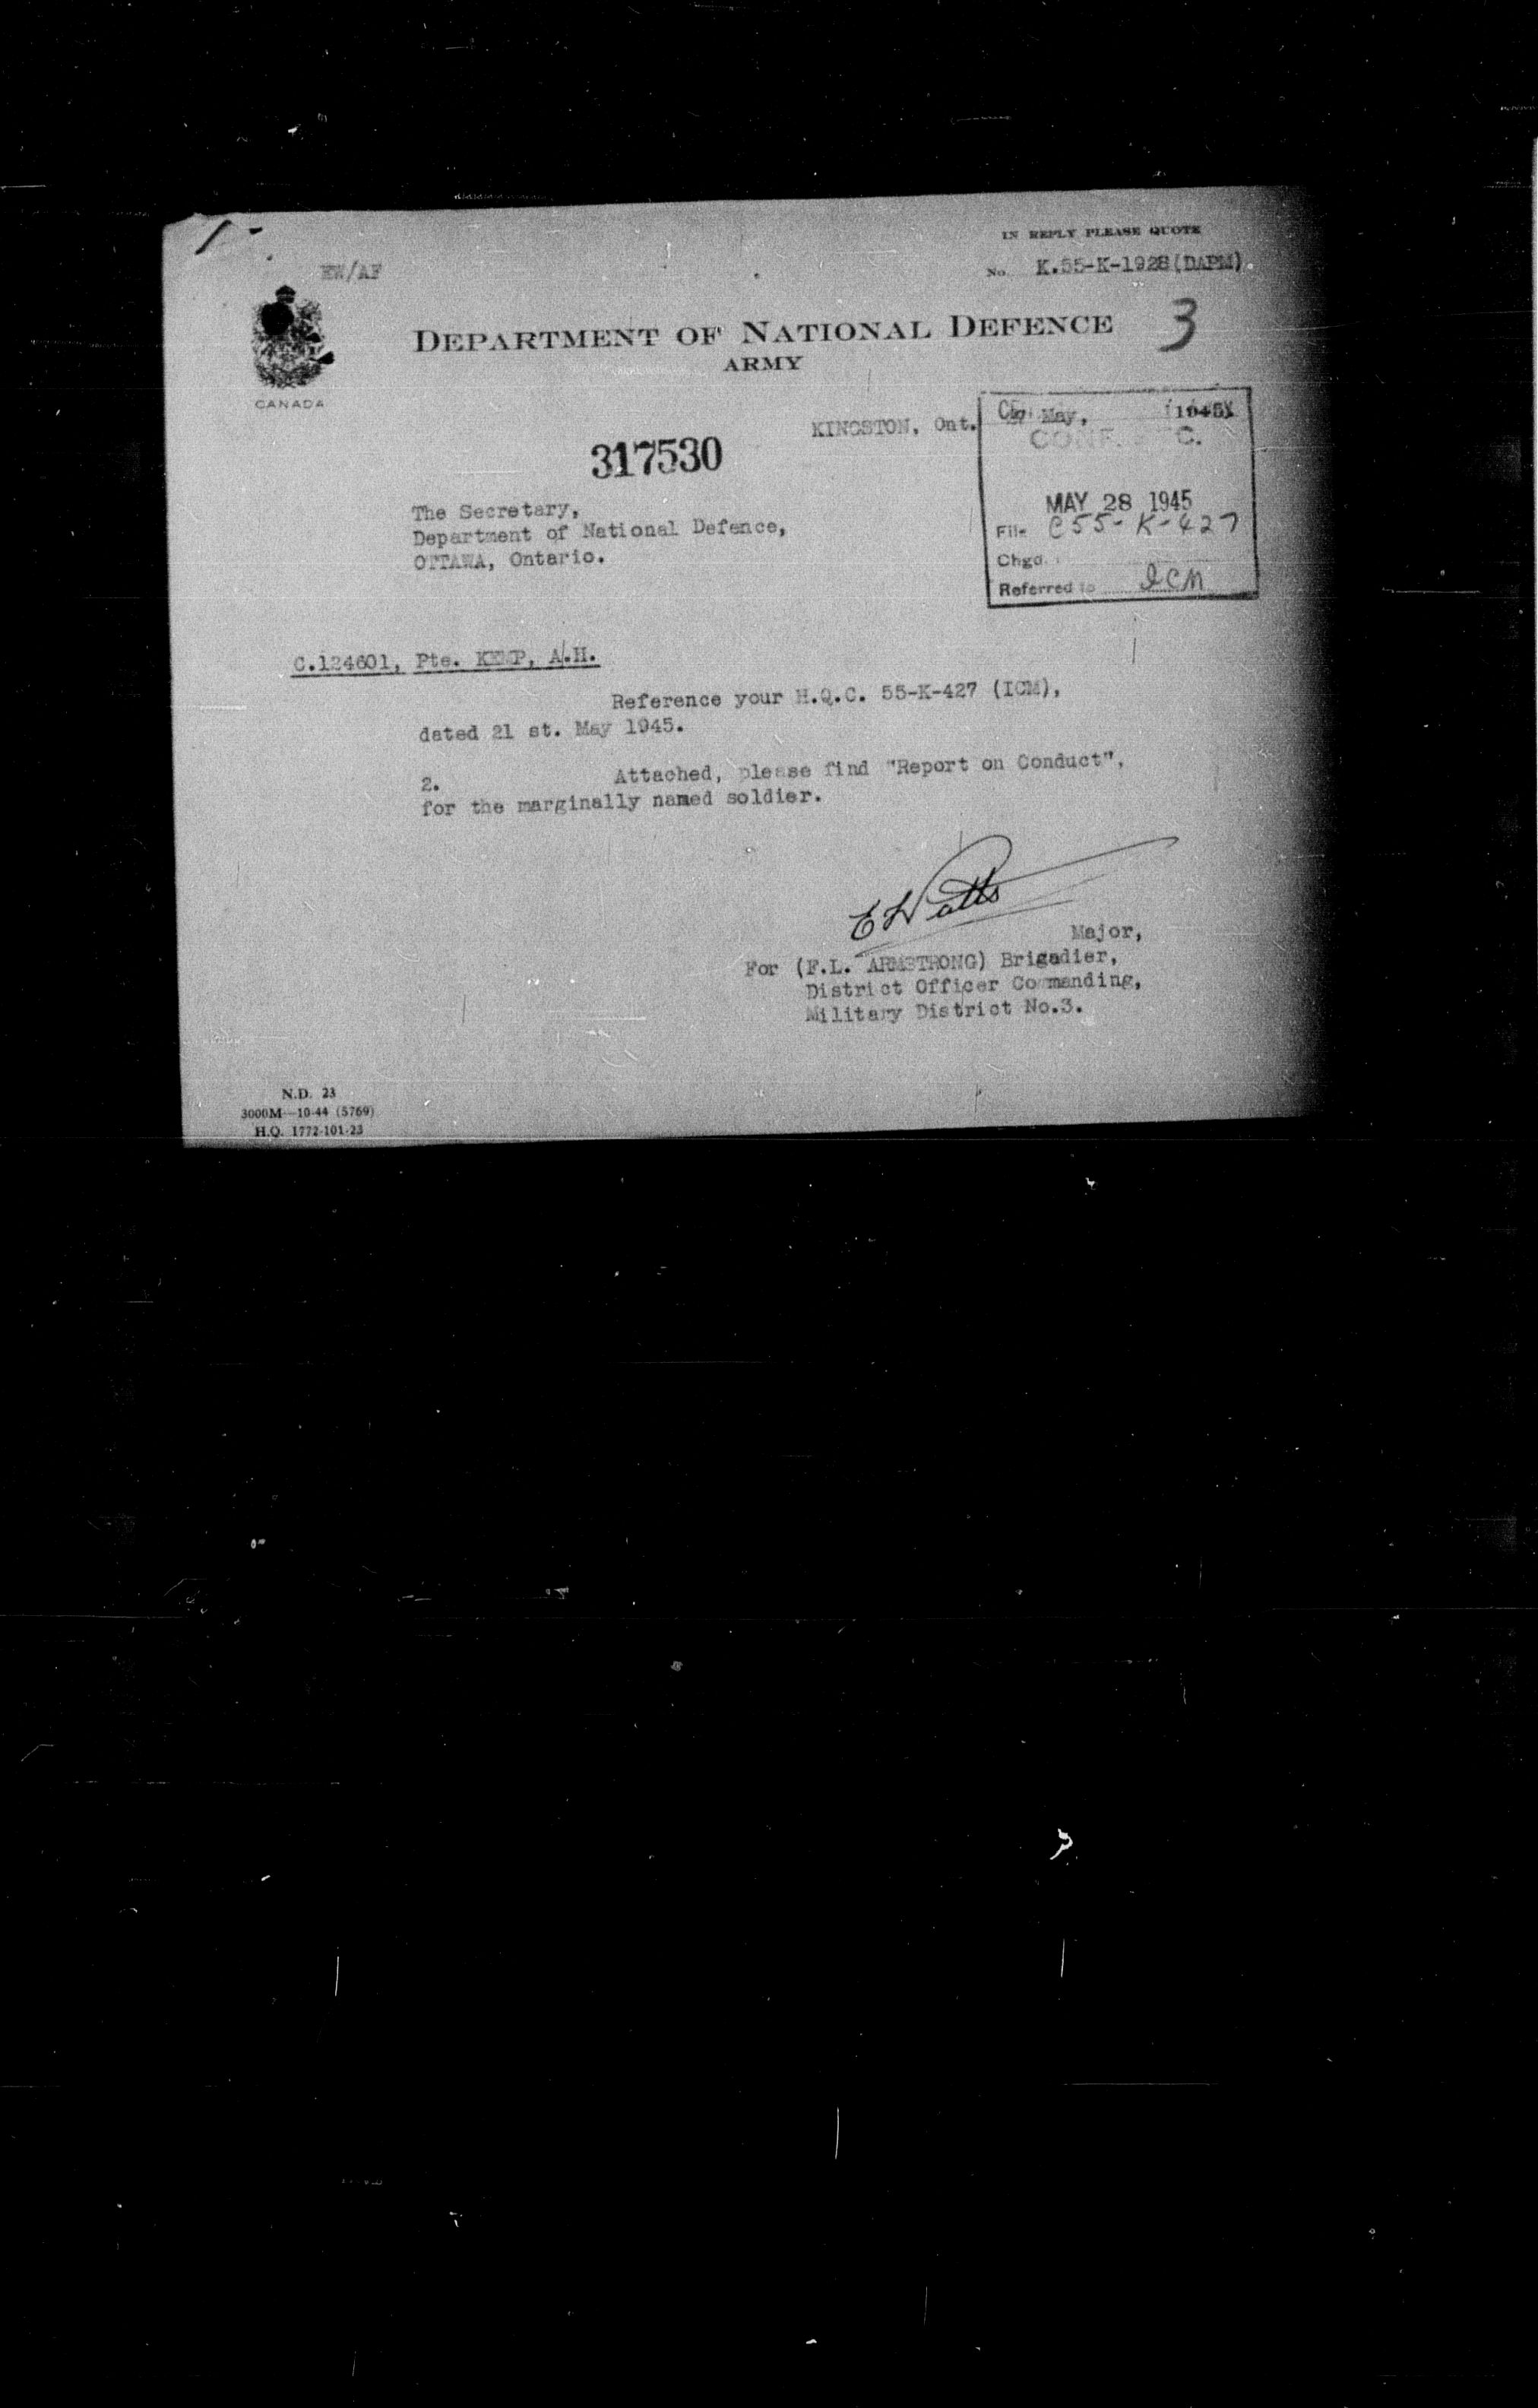 IN REPLY PLEASE QUOTE
EW/AF
No. K.55-K-1928(DAPM)
DEPARTMENT OF NATIONAL DEFENCE
3
ARMY
CANADA
KINGSTON, Ont.
May,
317530
MAY 28 1945
File C55-K-427
Chgd.
Referred to ICM
The Secretary,
Department of National Defence,
OTTAWA, Ontario.
C.124601, Pte. KEMP, A.H.
Reference your H.Q.C. 55-K-427 (ICM),
dated 21 st. May 1945.
2. Attached, please find "Report on Conduct",
for the marginally named soldier.
E Watts
Major,
For (F.L. ARMSTRONG) Brigadier,
District Officer Commanding,
Military District No.3.
N.D. 23
3000M—10-44 (5769)
H.Q. 1772-101-23